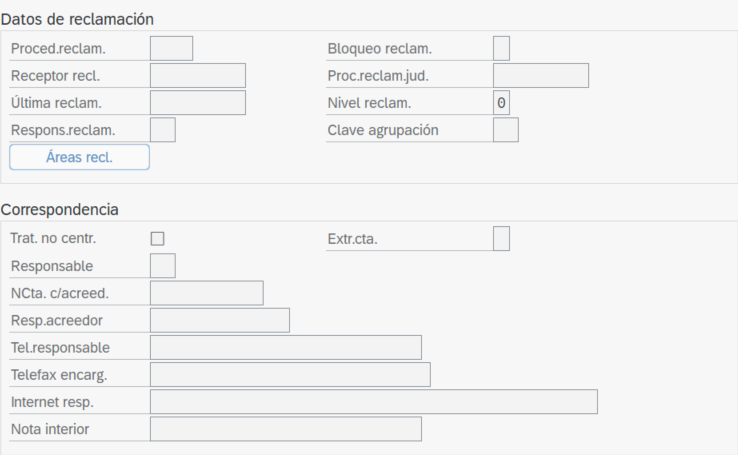 Datos de reclamación
Proced.reclam. Bloqueo reclam.
Receptor recl. Proc.reclam.jud.
Última reclam. Nivel reclam. 0
Respons.reclam. Clave agrupación
Áreas recl.
Correspondencia
Trat. no centr. Extr.cta.
Responsable
NCta. c/acreed.
Resp.acreedor
Tel.responsable
Telefax encarg.
Internet resp.
Nota interior